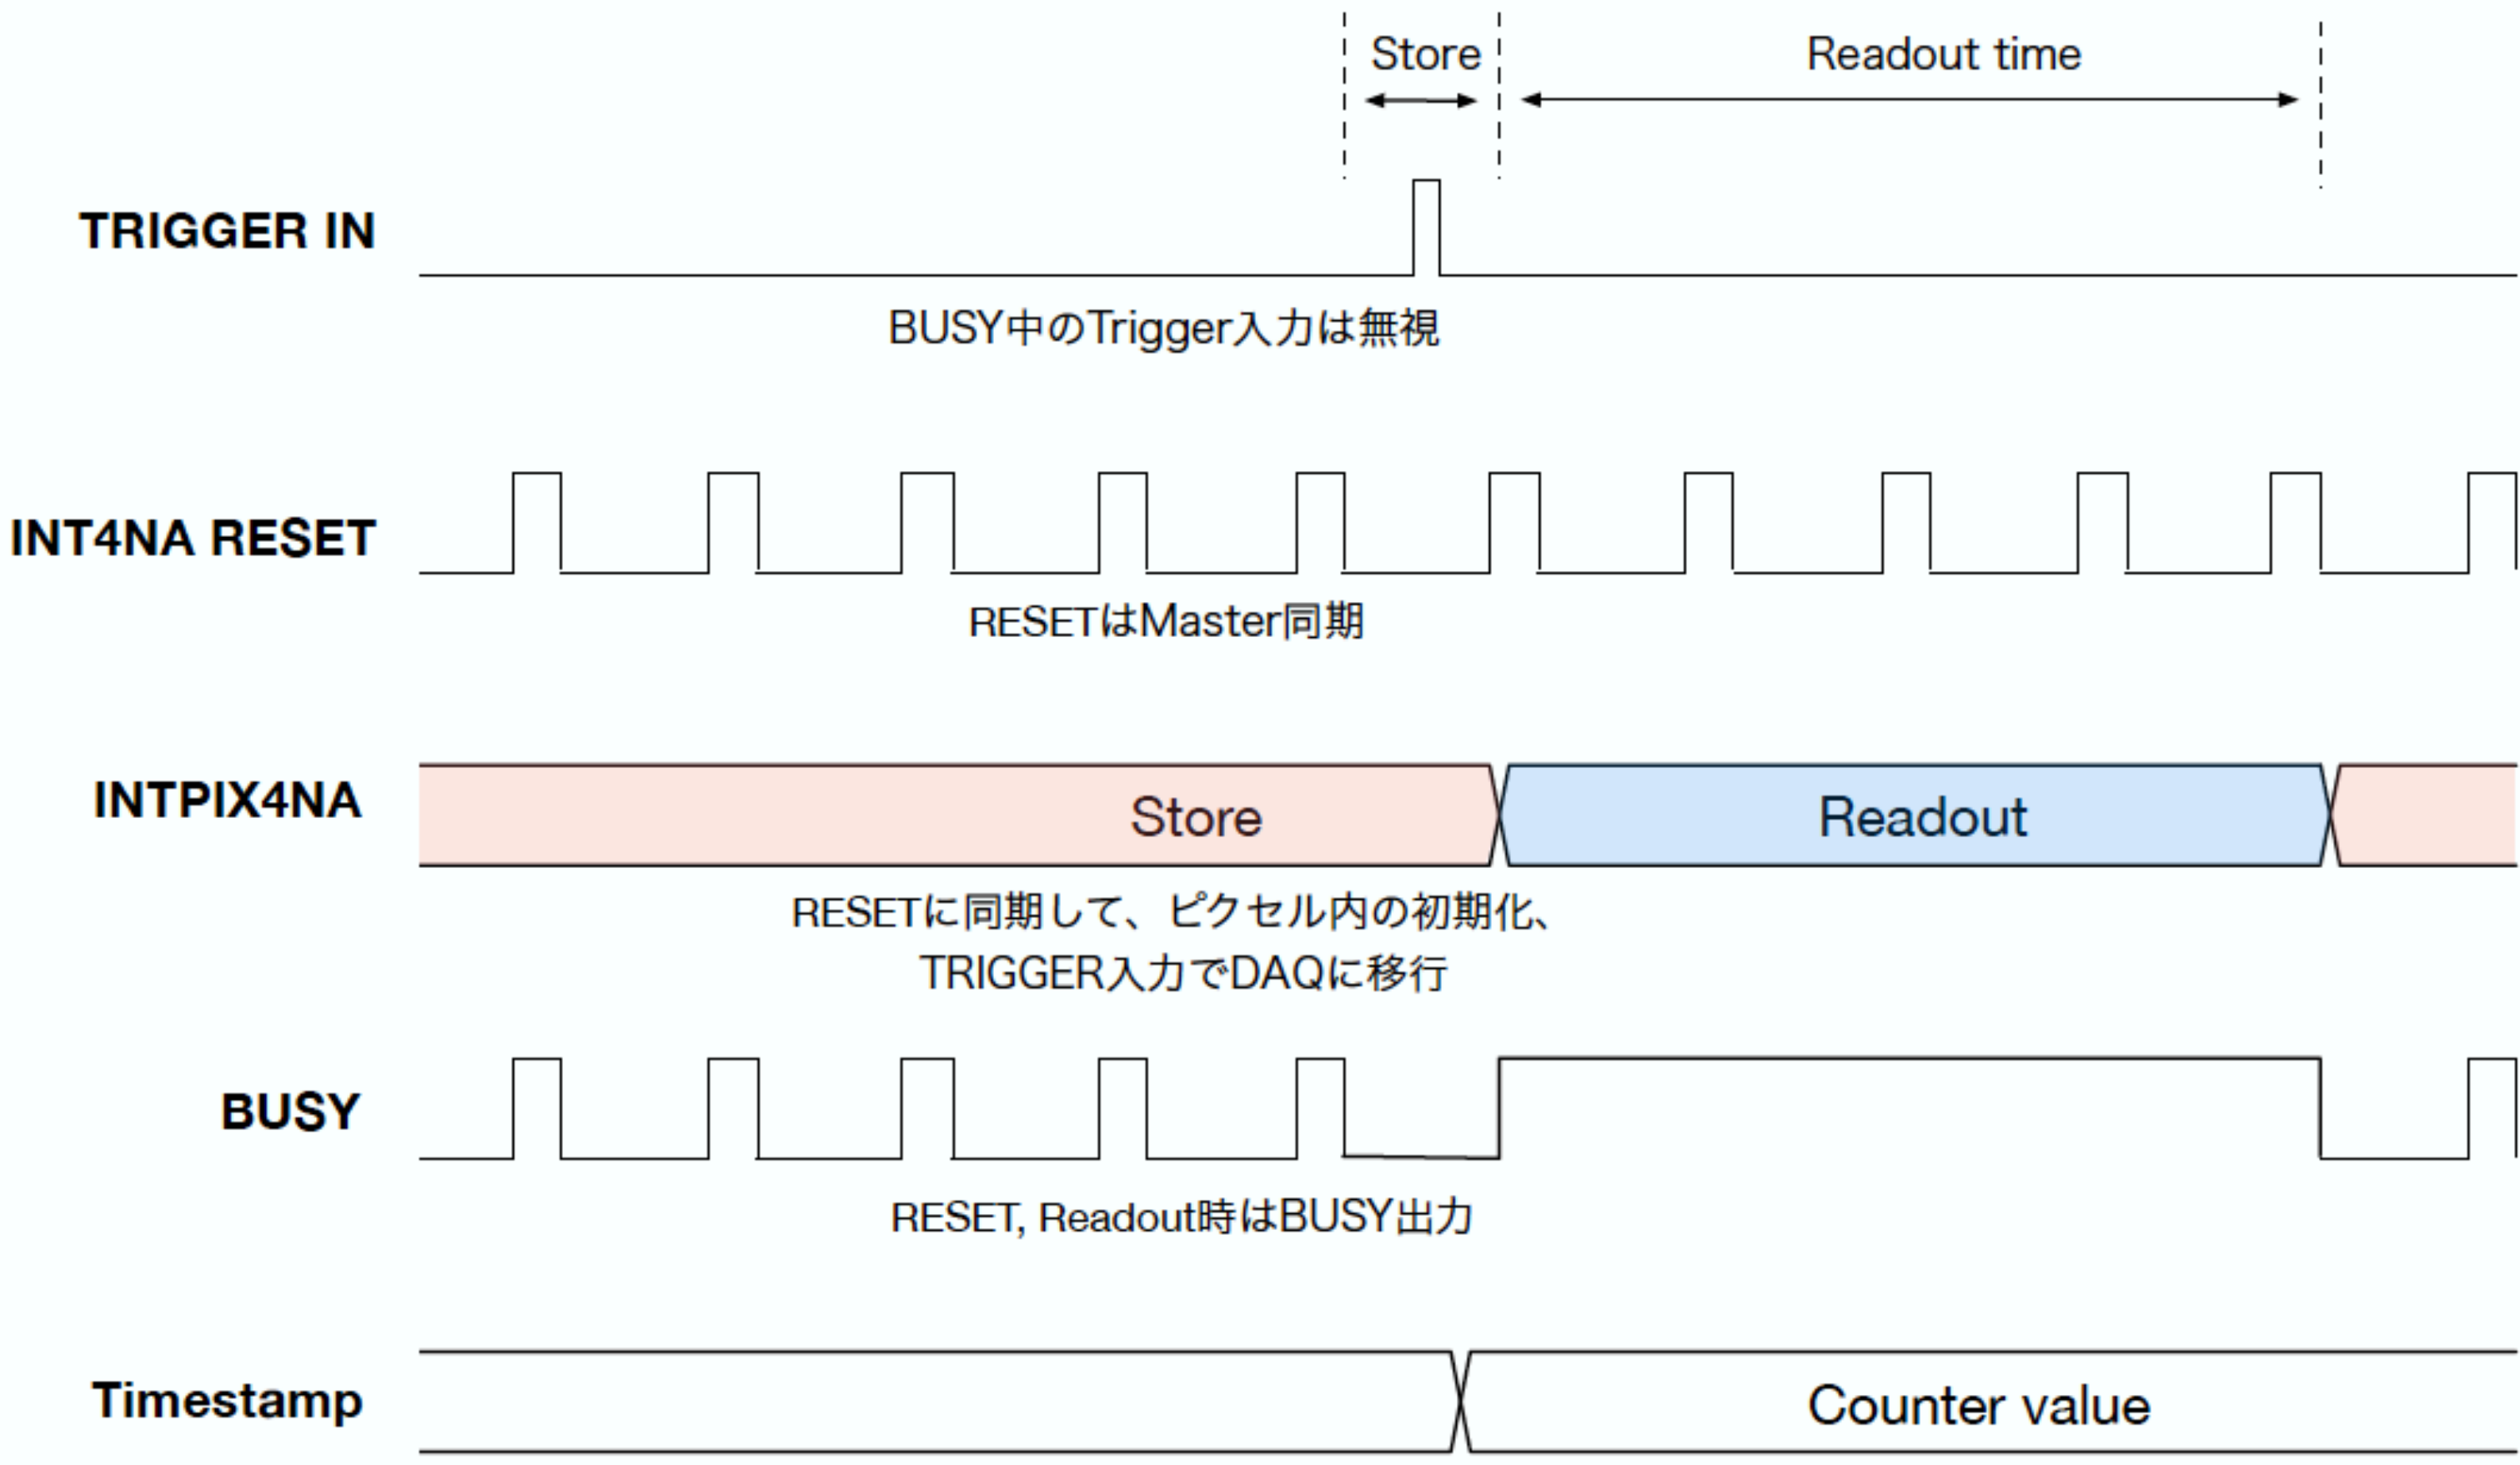 Store
Readout time
TRIGGER IN
BUSY中のTrigger入力は無視
INT4NA RESET
RESETはMaster同期
INTPIX4NA
Store
Readout
RESETに同期して、ピクセル内の初期化、
TRIGGER入力でDAQに移行
BUSY
RESET, Readout時はBUSY出力
Timestamp
Counter value